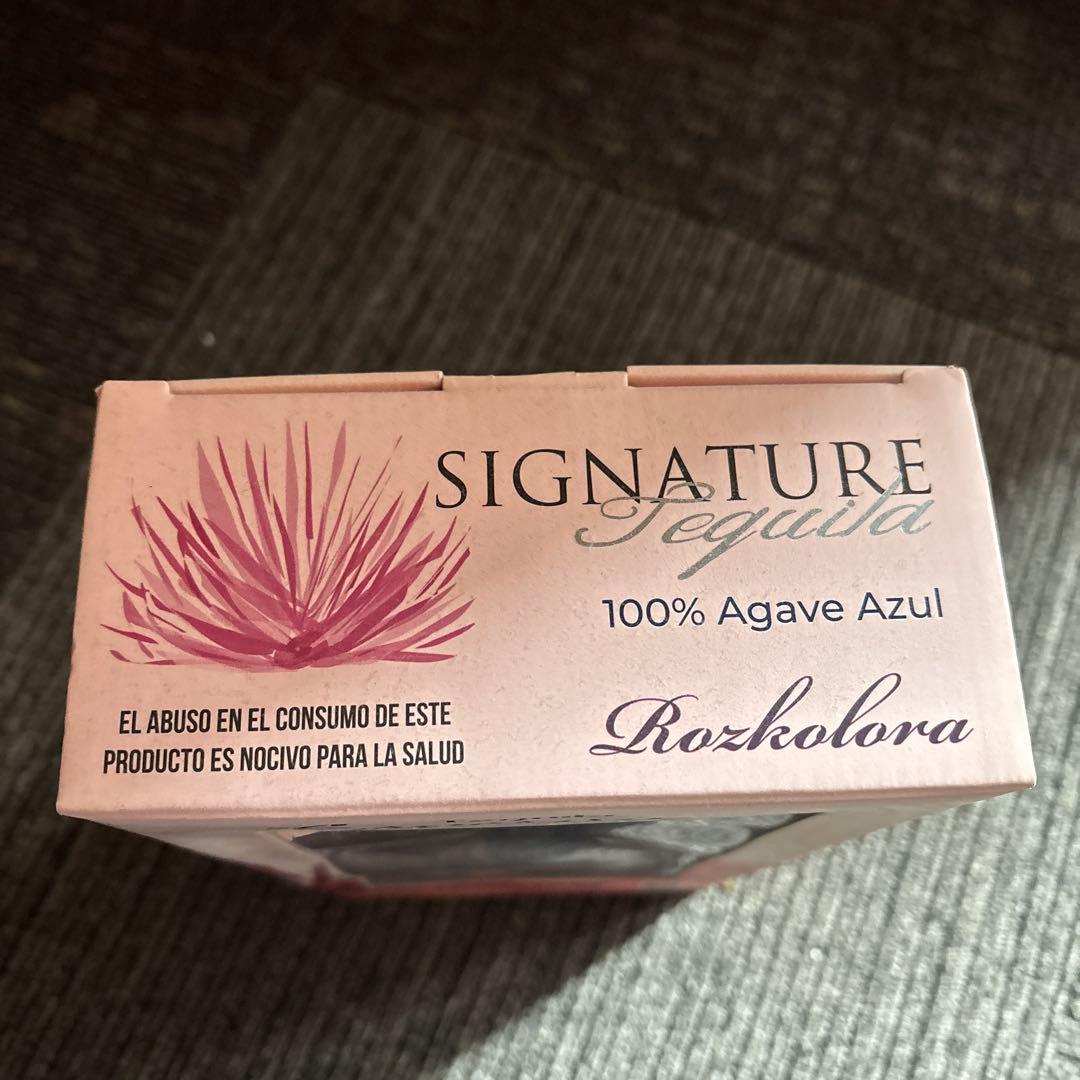 SIGNATURE
Tequila
100% Agave Azul
Rozkolora
EL ABUSO EN EL CONSUMO DE ESTE
PRODUCTO ES NOCIVO PARA LA SALUD